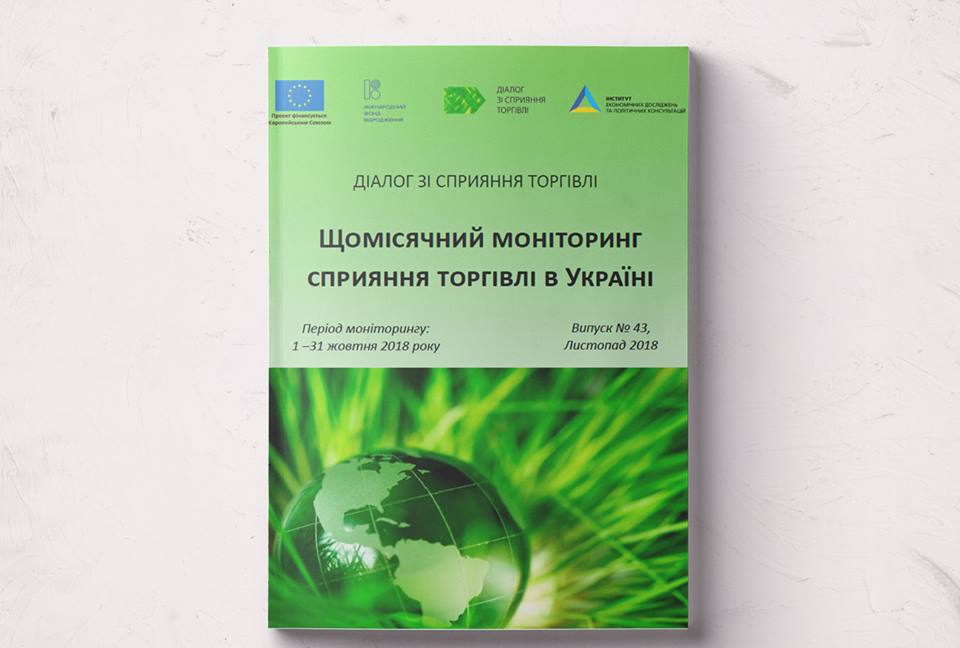 Проект фінансується
Європейським Союзом
МІЖНАРОДНИЙ
ФОНД
ВІДРОДЖЕННЯ
ДІАЛОГ
ЗІ СПРИЯННЯ
ТОРГІВЛІ
ІНСТИТУТ
ЕКОНОМІЧНИХ ДОСЛІДЖЕНЬ
ТА ПОЛІТИЧНИХ КОНСУЛЬТАЦІЙ
ДІАЛОГ ЗІ СПРИЯННЯ ТОРГІВЛІ
Щомісячний моніторинг
сприяння торгівлі в Україні
Період моніторингу:
1 –31 жовтня 2018 року
Випуск № 43,
Листопад 2018